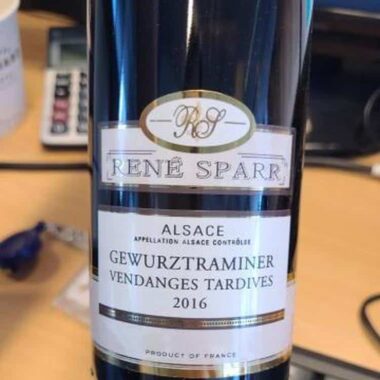 RS
RENÉ SPARR
ALSACE
APPELLATION ALSACE CONTRÔLÉE
GEWURZTRAMINER
VENDANGES TARDIVES
2016
PRODUCT OF FRANCE